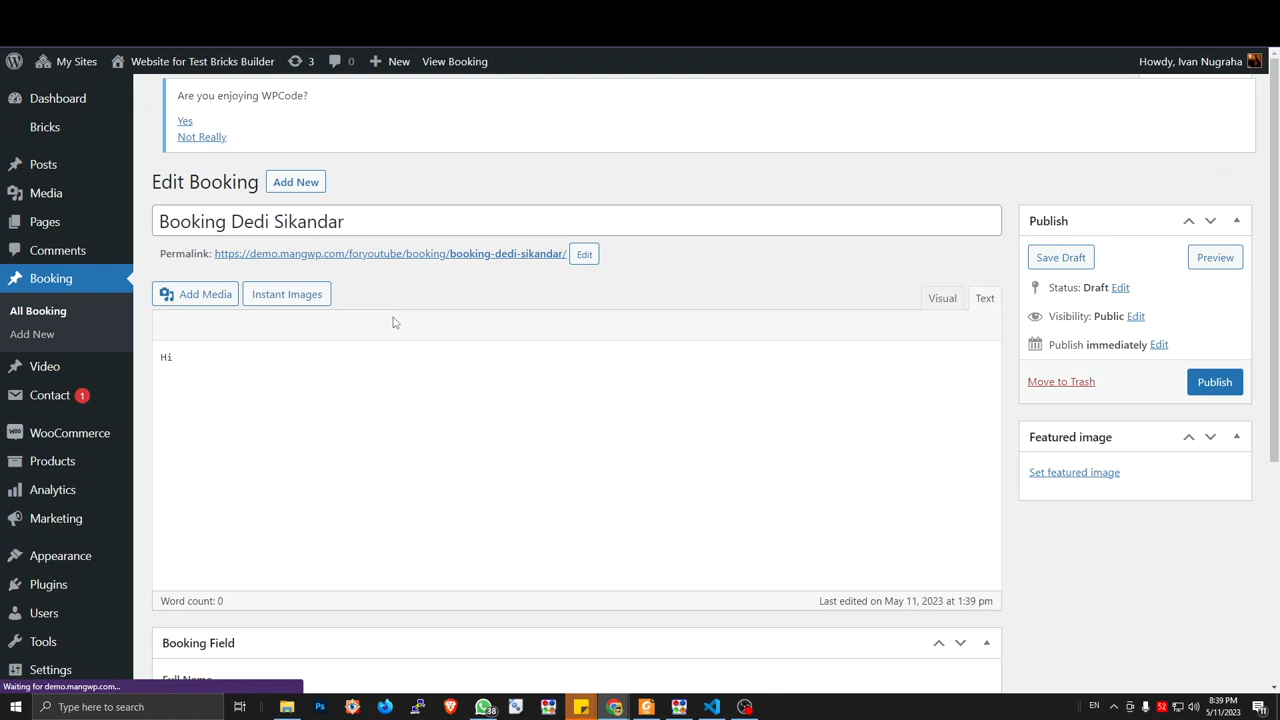 My Sites
Website for Test Bricks Builder
3
0
New
View Booking
Howdy, Ivan Nugraha
Dashboard
Bricks
Posts
Media
Pages
Comments
Booking
All Booking
Add New
Video
Contact 1
WooCommerce
Products
Analytics
Marketing
Appearance
Plugins
Users
Tools
Settings
Are you enjoying WPCode?
Yes
Not Really
Edit Booking
Add New
Booking Dedi Sikandar
Permalink: https://demo.mangwp.com/foryoutube/booking/booking-dedi-sikandar/ Edit
Add Media
Instant Images
Visual
Text
Hi
Word count: 0
Last edited on May 11, 2023 at 1:39 pm
Booking Field
Full Name
Publish
Save Draft
Preview
Status: Draft Edit
Visibility: Public Edit
Publish immediately Edit
Move to Trash
Publish
Featured image
Set featured image
Waiting for demo.mangwp.com...
Type here to search
38
EN
52
8:39 PM
5/11/2023